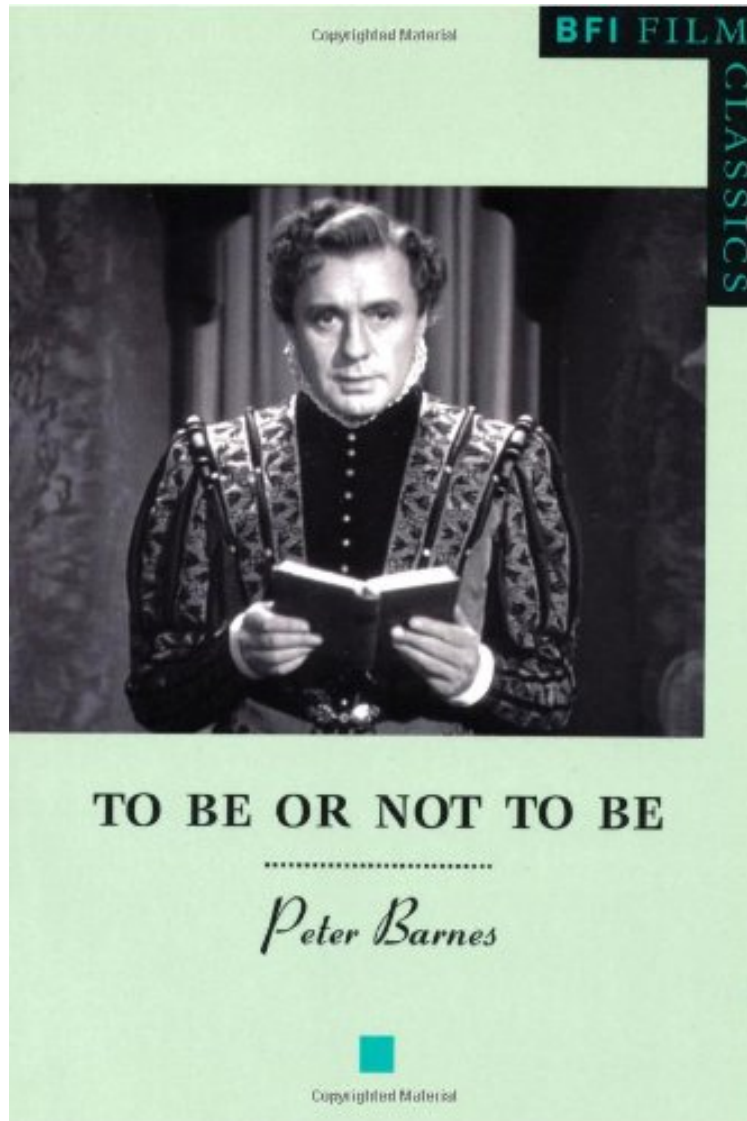 Copyrighted Material
BFI FILM
CLASSICS
TO BE OR NOT TO BE
Peter Barnes
Copyrighted Material